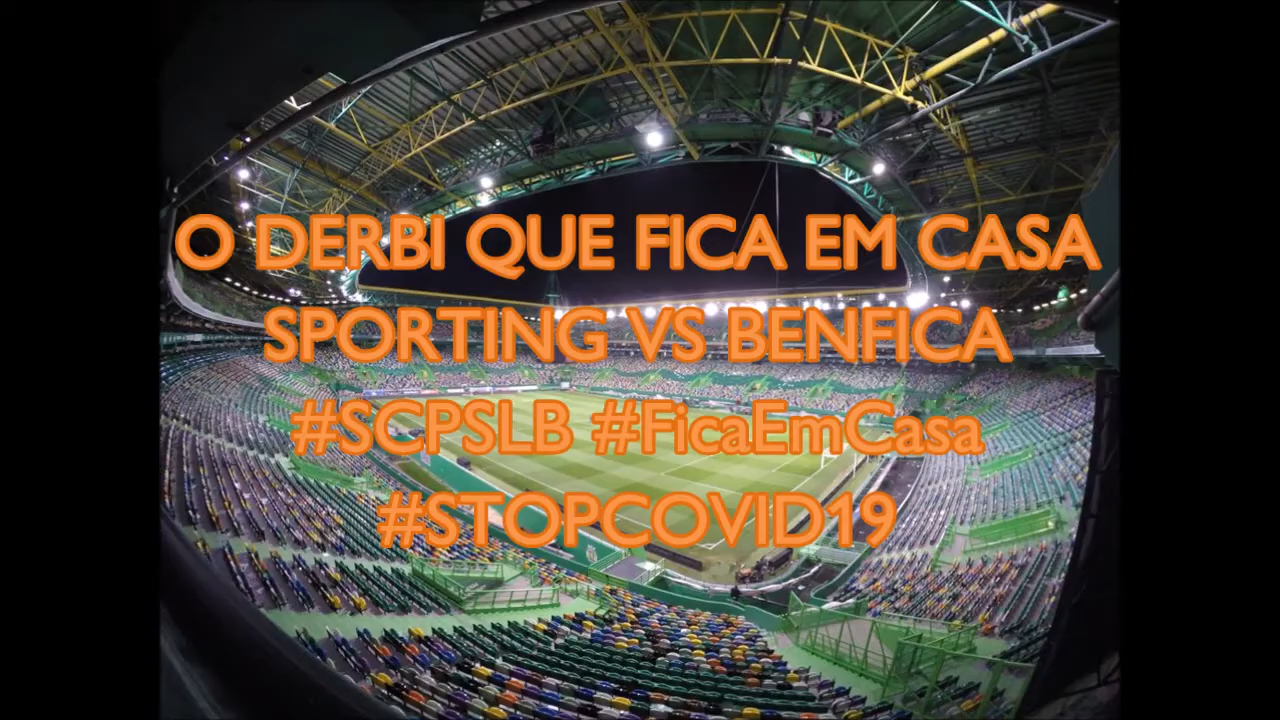 O DERBI QUE FICA EM CASA
SPORTING VS BENFICA
#SCPSLB #FicaEmCasa
#STOPCOVID19